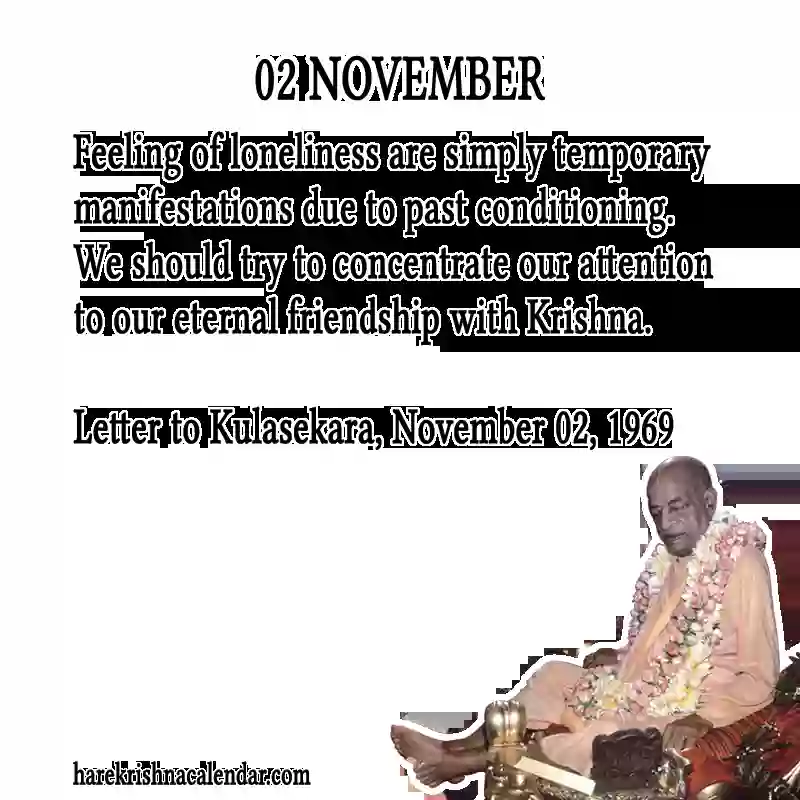 02 NOVEMBER
Feeling of loneliness are simply temporary
manifestations due to past conditioning.
We should try to concentrate our attention
to our eternal friendship with Krishna.
Letter to Kulasekara, November 02, 1969
harekrishnacalendar.com